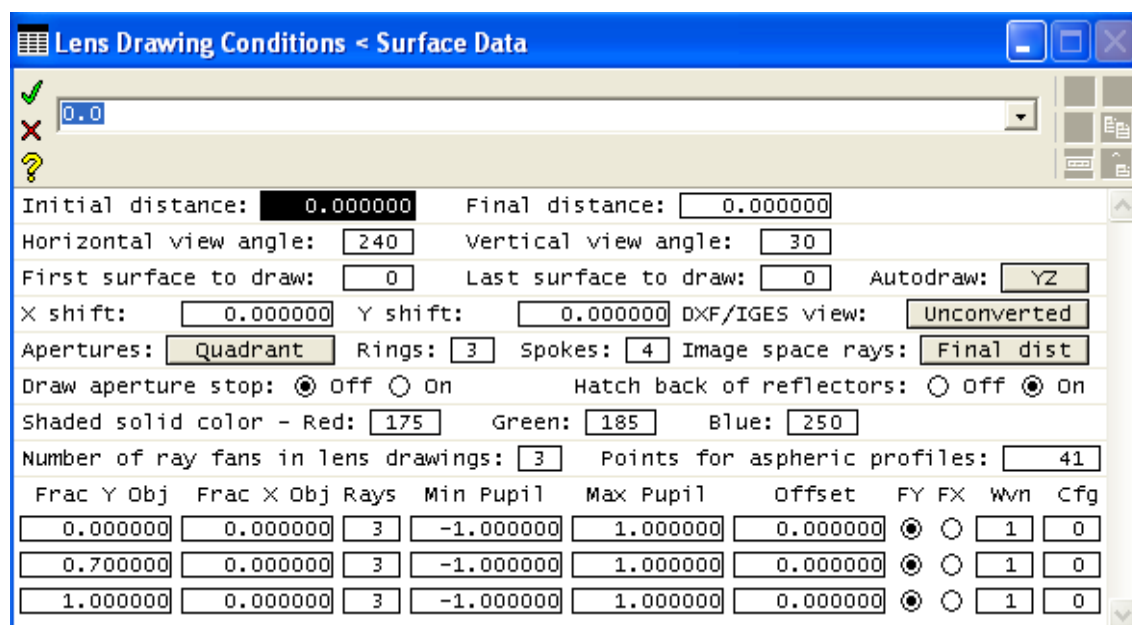 Lens Drawing Conditions < Surface Data
0.0
Initial distance: 0.000000 Final distance: 0.000000
Horizontal view angle: 240 Vertical view angle: 30
First surface to draw: 0 Last surface to draw: 0 Autodraw: YZ
X shift: 0.000000 Y shift: 0.000000 DXF/IGES view: Unconverted
Apertures: Quadrant Rings: 3 Spokes: 4 Image space rays: Final dist
Draw aperture stop: Off On Hatch back of reflectors: Off On
Shaded solid color - Red: 175 Green: 185 Blue: 250
Number of ray fans in lens drawings: 3 Points for aspheric profiles: 41
Frac Y Obj Frac X Obj Rays Min Pupil Max Pupil Offset FY FX Wvn Cfg
0.000000 0.000000 3 -1.000000 1.000000 0.000000 1 0
0.700000 0.000000 3 -1.000000 1.000000 0.000000 1 0
1.000000 0.000000 3 -1.000000 1.000000 0.000000 1 0